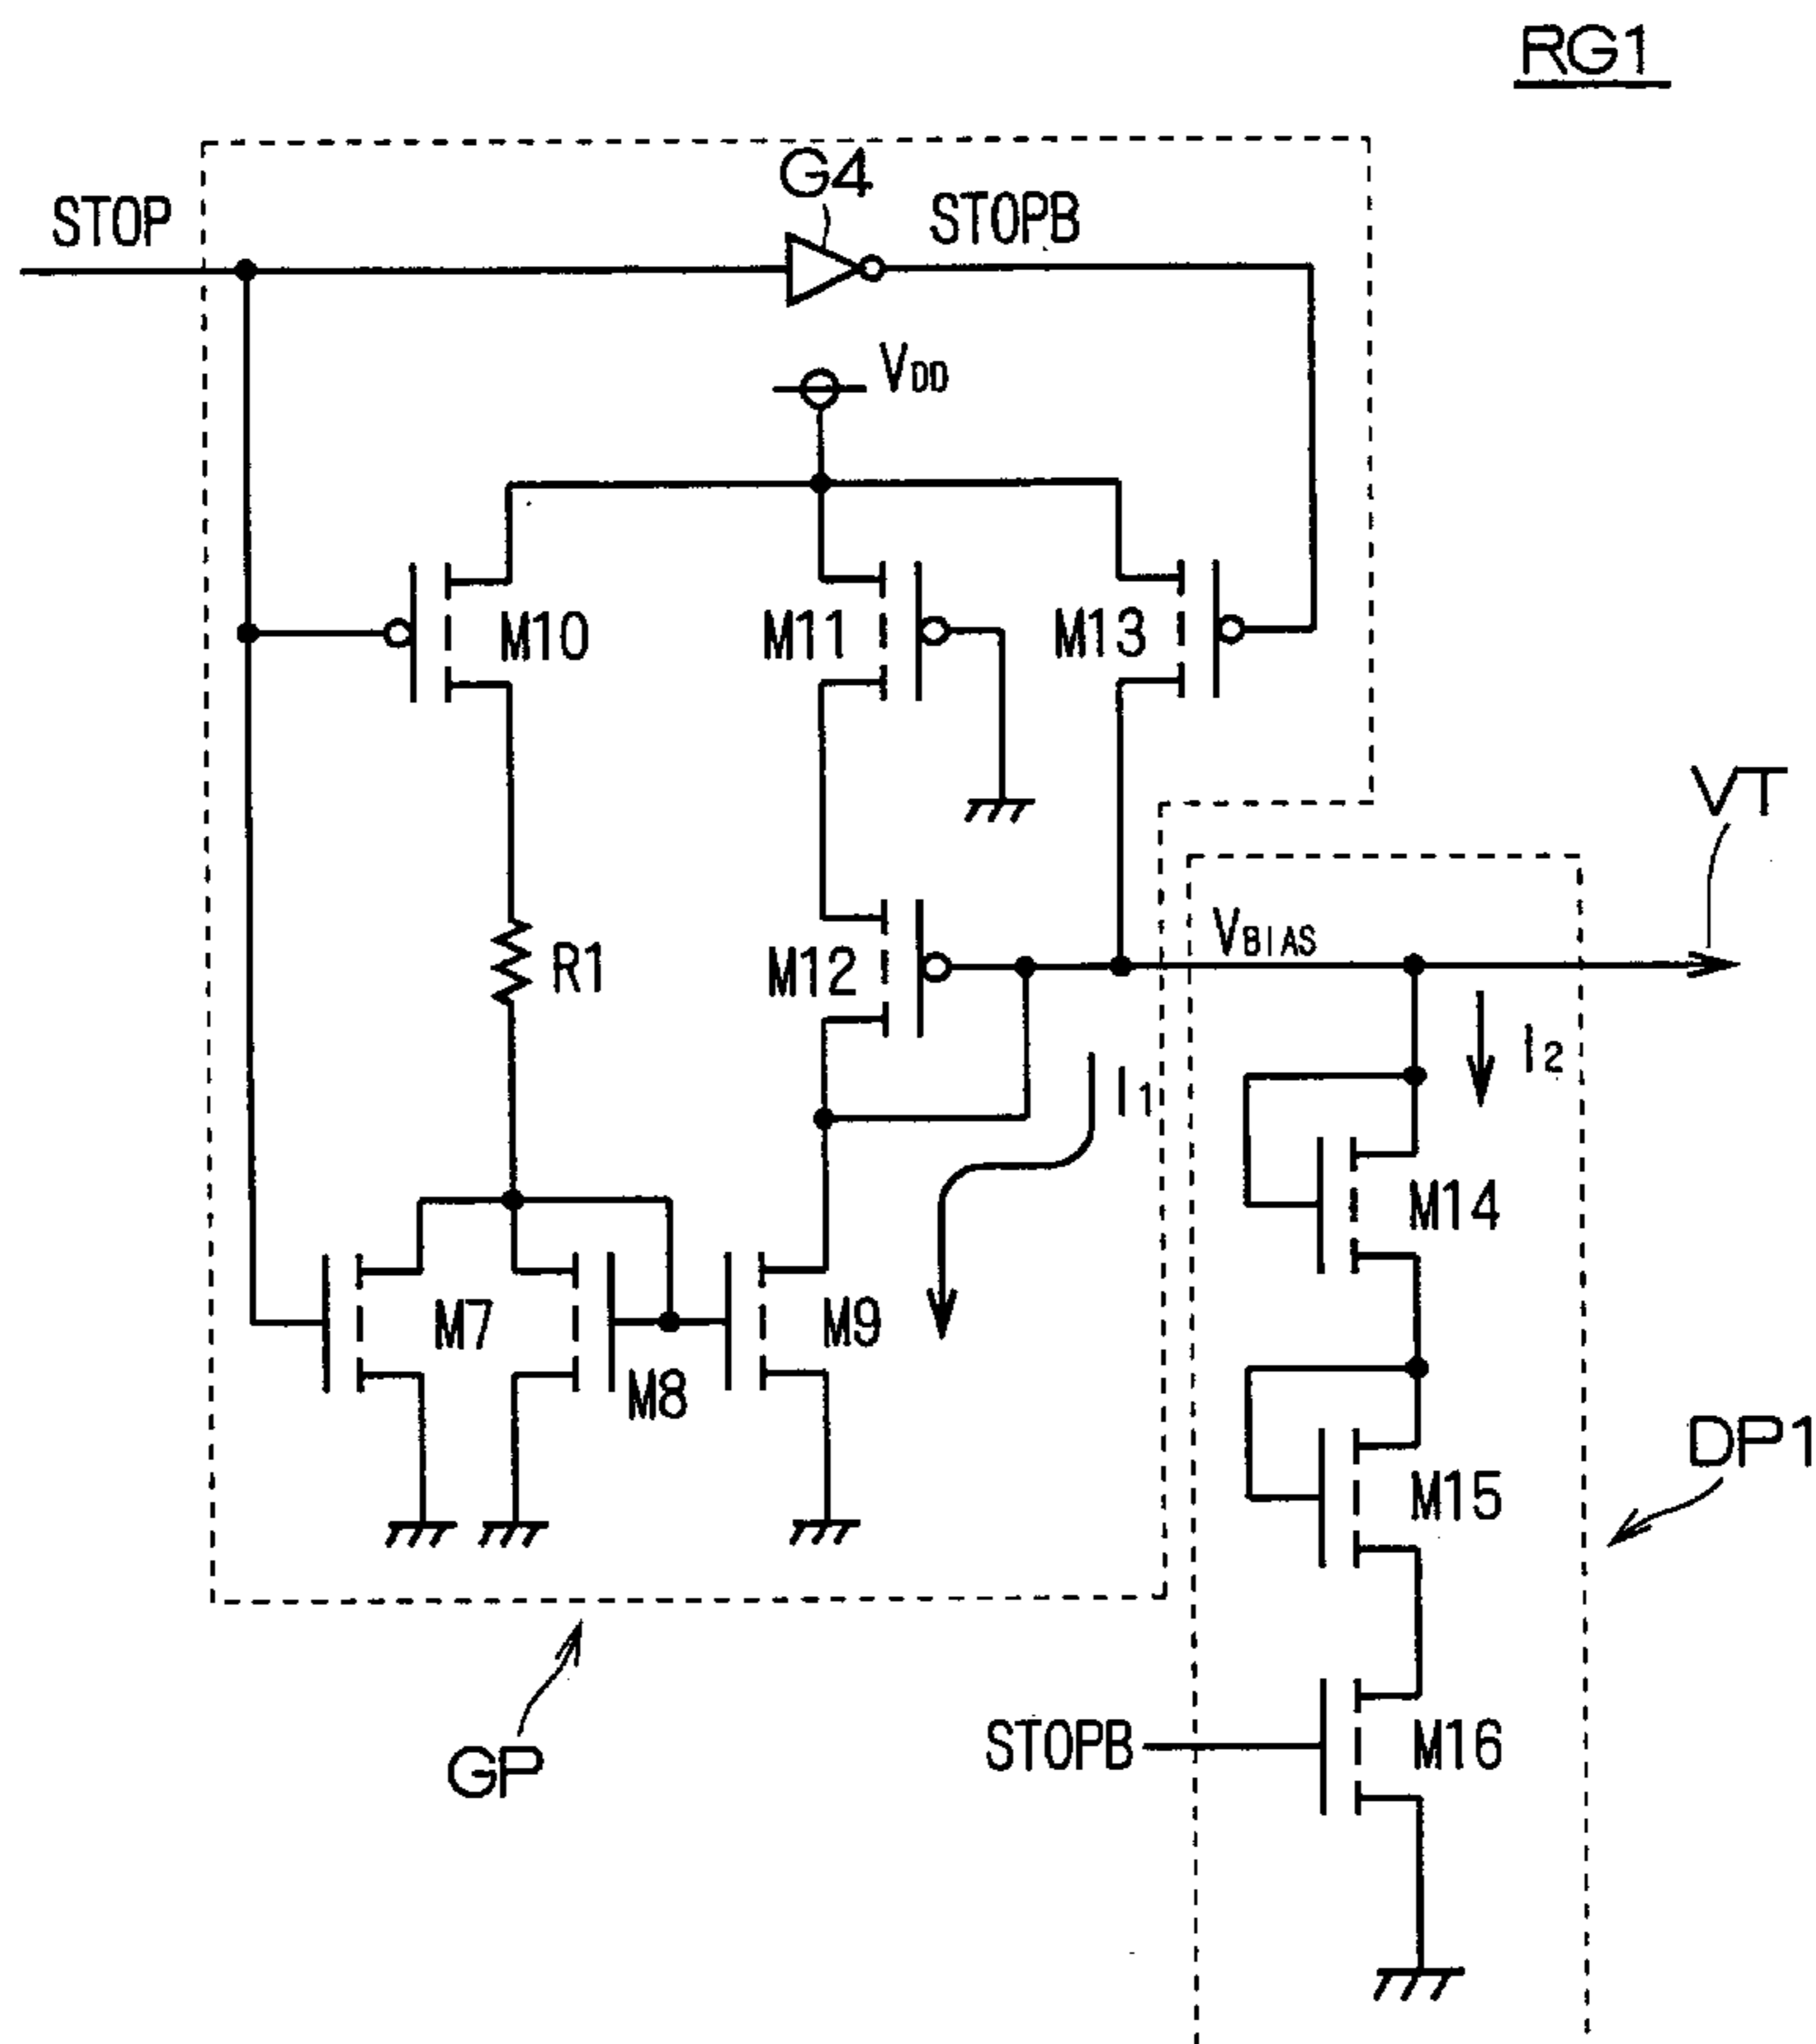 RG1
G4
STOP
STOPB
VDD
M10
M11
M13
VT
VBIAS
M12
R1
I2
I1
M14
M7
M9
M8
DP1
M15
STOPB
M16
GP